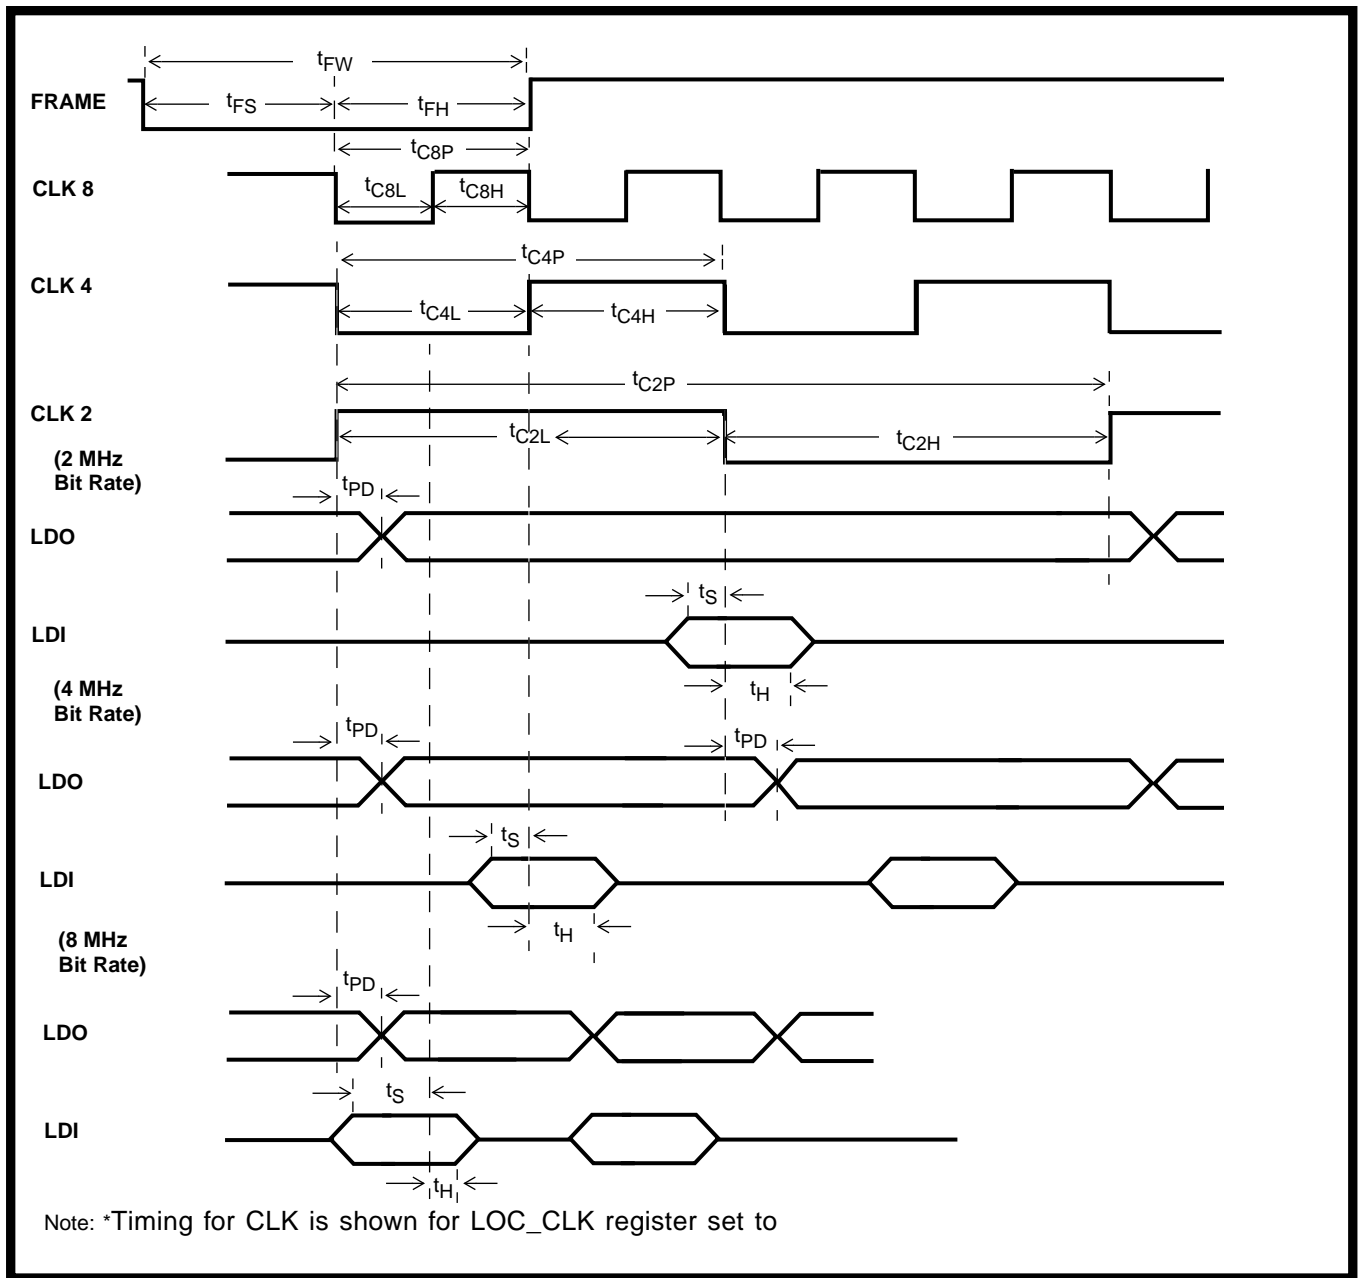 tFW
FRAME
tFS
tFH
tC8P
CLK 8
tC8L
tC8H
tC4P
CLK 4
tC4L
tC4H
tC2P
CLK 2
tC2L
tC2H
(2 MHz
Bit Rate)
tPD
LDO
tS
LDI
tH
(4 MHz
Bit Rate)
tPD
tPD
LDO
tS
LDI
tH
(8 MHz
Bit Rate)
tPD
LDO
tS
LDI
tH
Note: *Timing for CLK is shown for LOC_CLK register set to